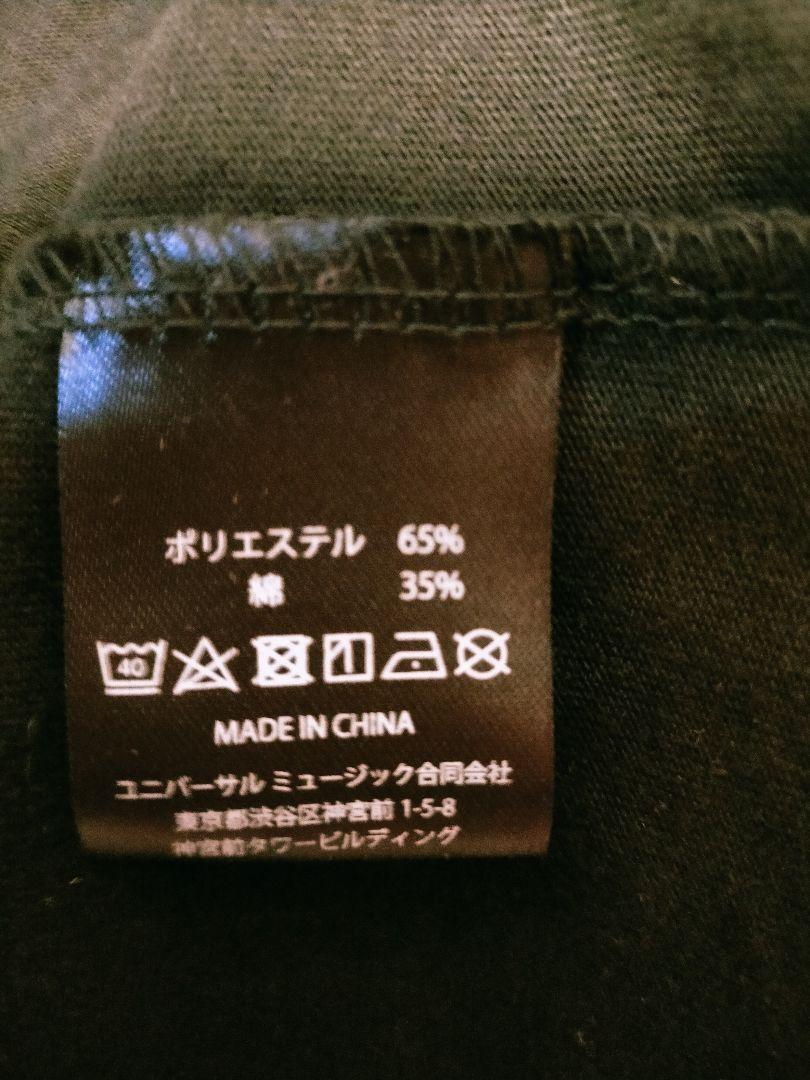 ポリエステル 65%
綿 35%
40
MADE IN CHINA
ユニバーサル ミュージック合同会社
東京都渋谷区神宮前 1-5-8
神宮前タワービルディング